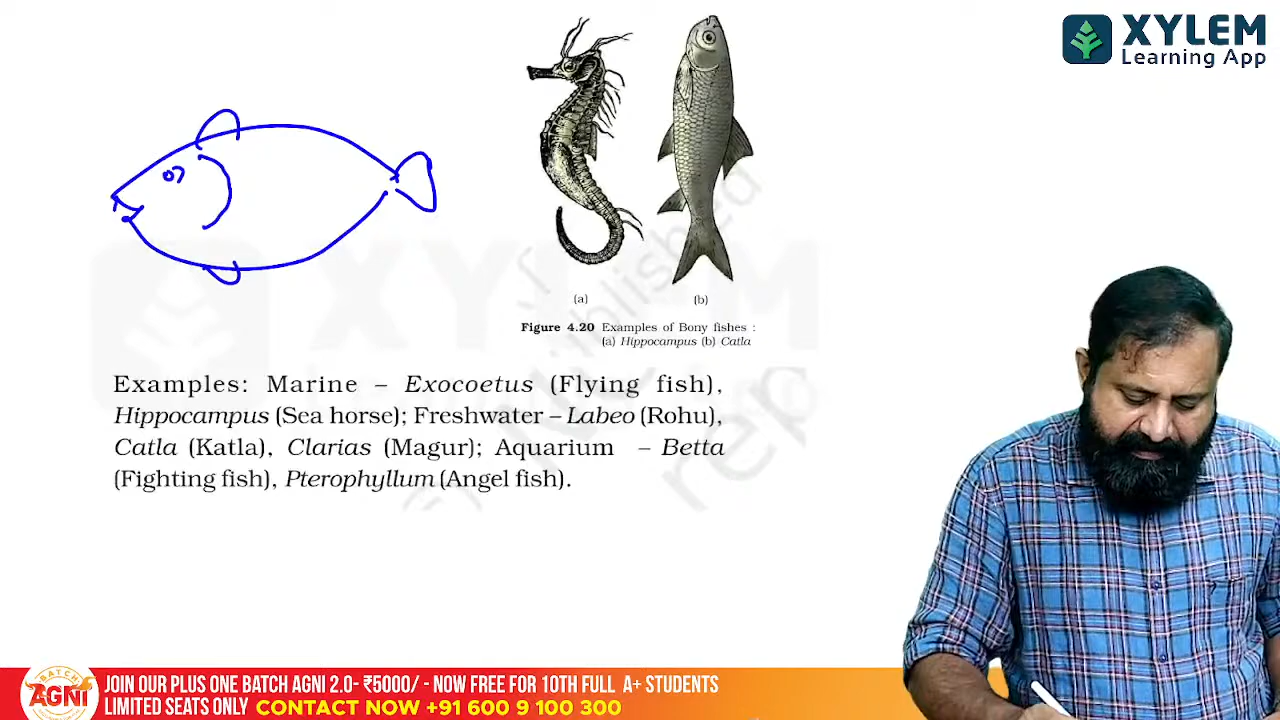 XYLEM
Learning App
(a)
(b)
Figure 4.20 Examples of Bony fishes :
(a) Hippocampus (b) Catla
Examples: Marine – Exocoetus (Flying fish),
Hippocampus (Sea horse); Freshwater – Labeo (Rohu),
Catla (Katla), Clarias (Magur); Aquarium – Betta
(Fighting fish), Pterophyllum (Angel fish).
XYLEM
BATCH
AGNI
JOIN OUR PLUS ONE BATCH AGNI 2.0- ₹5000/ - NOW FREE FOR 10TH FULL A+ STUDENTS
LIMITED SEATS ONLY CONTACT NOW +91 600 9 100 300